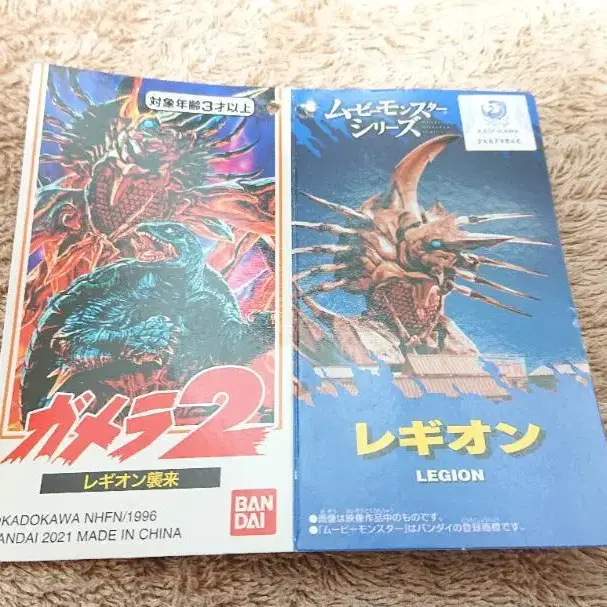 対象年齢3才以上
ガメラ2
レギオン襲来
BAN
DAI
KADOKAWA NHFN/1996
ANDAI 2021 MADE IN CHINA
ムービーモンスター
シリーズ
レギオン
LEGION
●画像は映像作品中のものです。
●「ムービーモンスター」はバンダイの登録商標です。